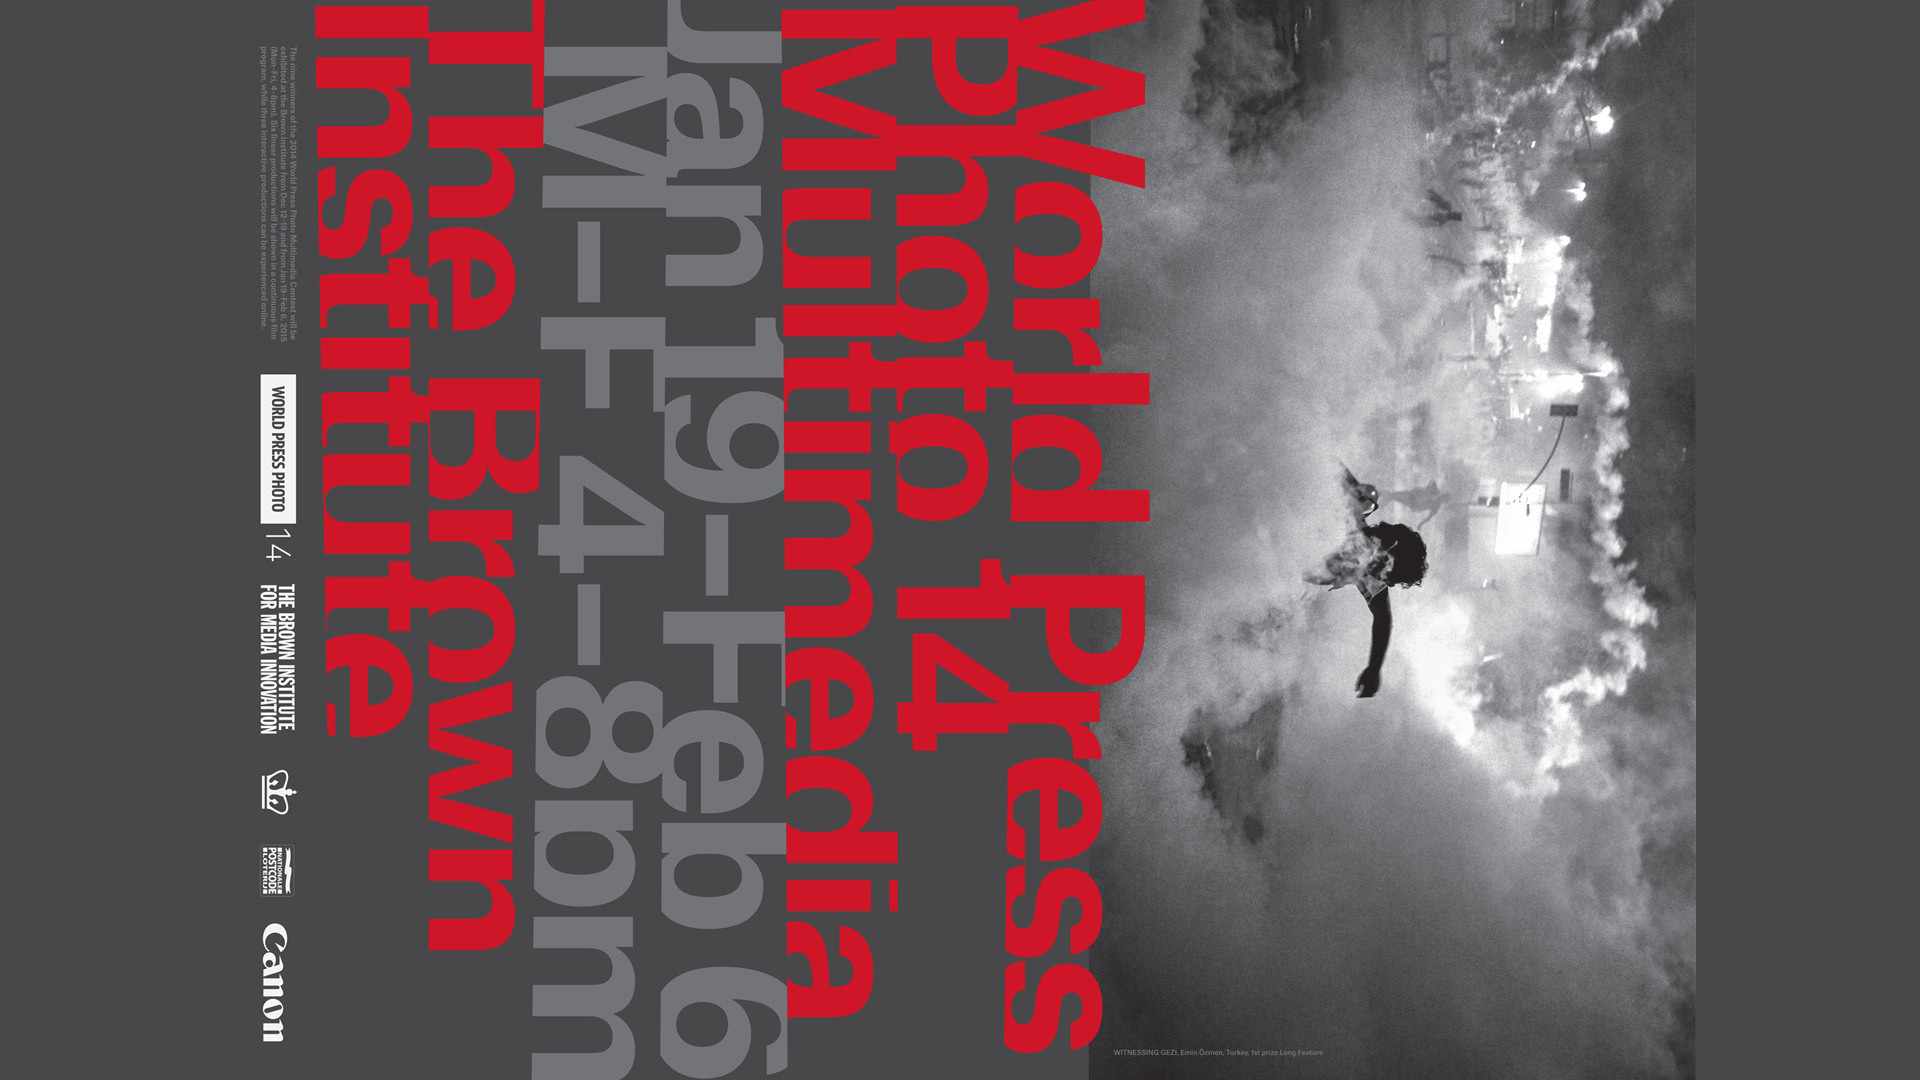 World Press
Photo 14
Multimedia
Jan 19–Feb 6
M–F 4–8pm
The Brown
Institute
The nine winners of the 2014 World Press Photo Multimedia Contest will be
exhibited at the Brown Institute from Dec 12-19 and from Jan 19-Feb 6, 2015
(Mon-Fri, 4-8pm). Six linear productions will be shown in a continuous film
program, while three interactive productions can be experienced online.
WORLD PRESS PHOTO 14
THE BROWN INSTITUTE
FOR MEDIA INNOVATION
NATIONALE
POSTCODE
LOTERIJ
Canon
WITNESSING GEZI, Emin Özmen, Turkey, 1st prize Long Feature